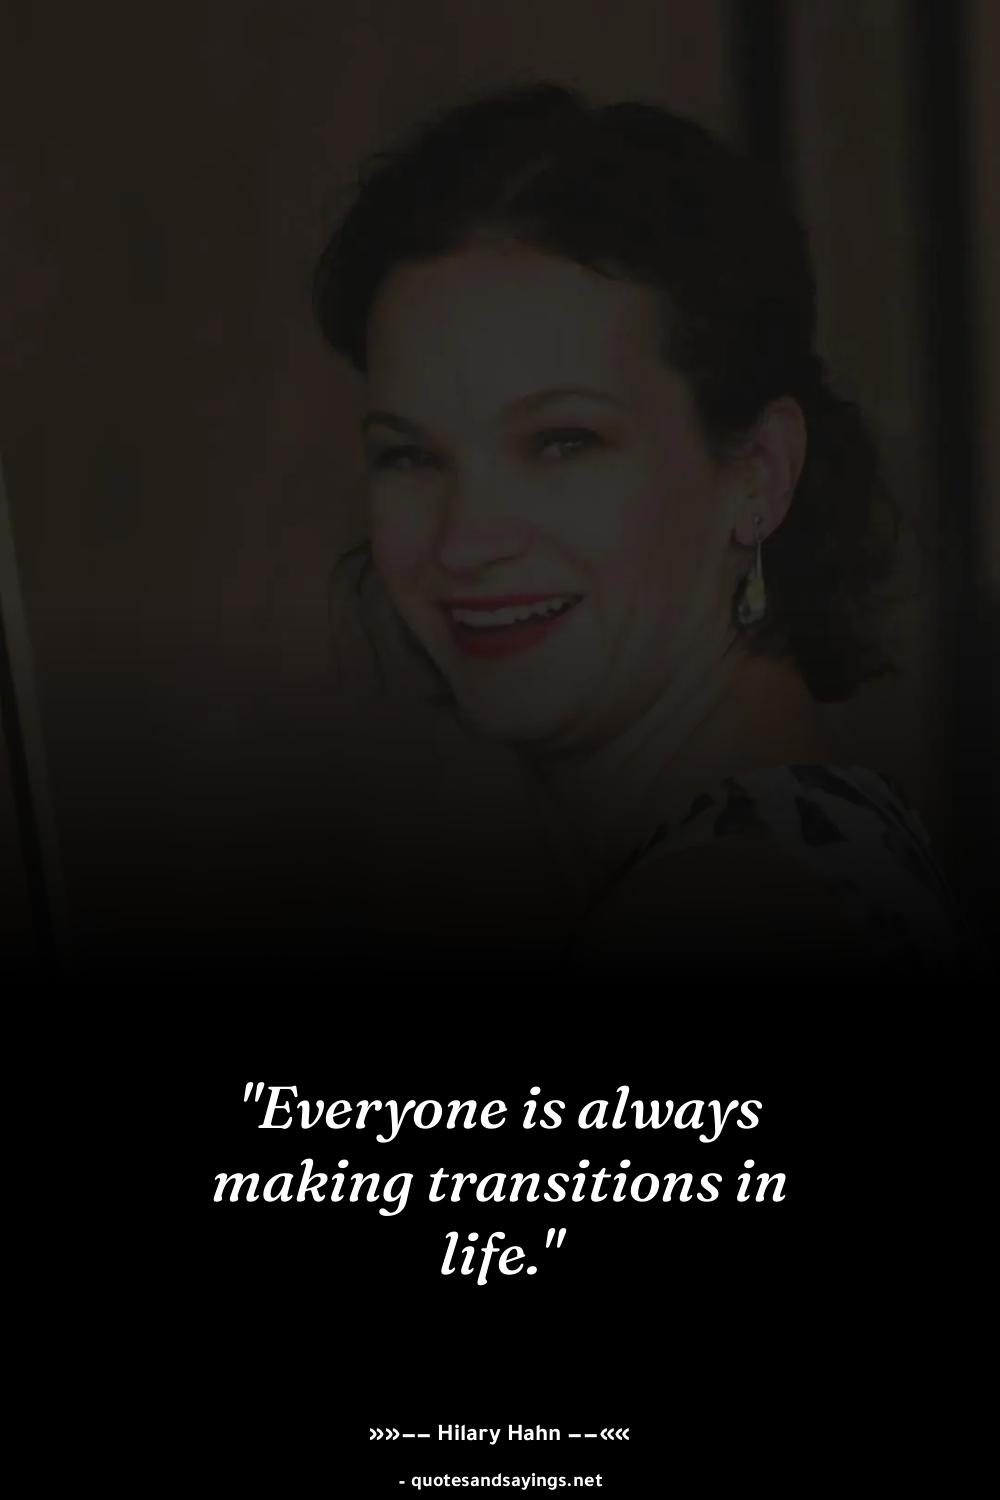 "Everyone is always
making transitions in
life."
»»–– Hilary Hahn ––««
- quotesandsayings.net